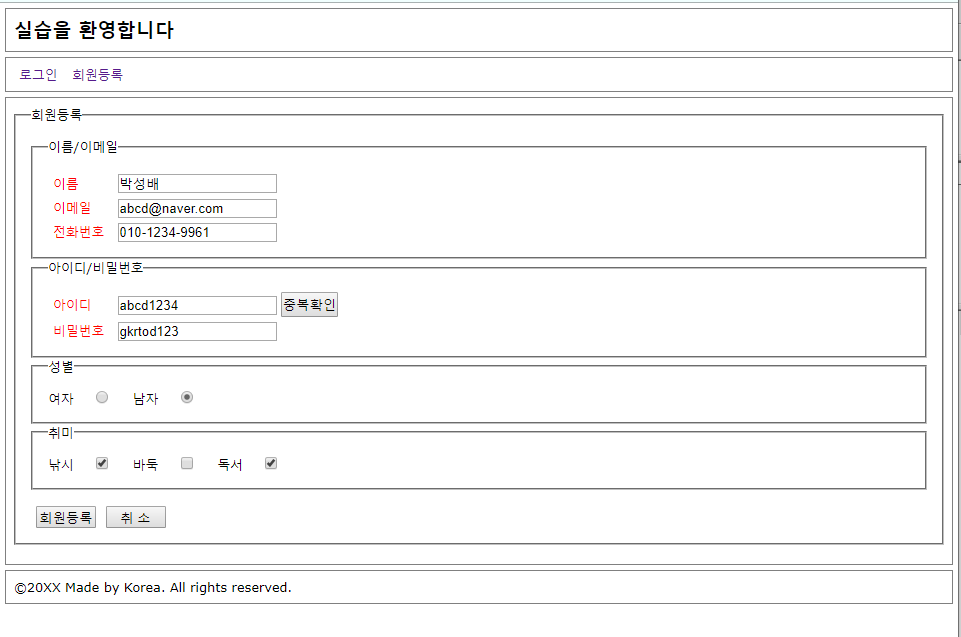 실습을 환영합니다
로그인 회원등록
회원등록
이름/이메일
이름 박성배
이메일 abcd@naver.com
전화번호 010-1234-9961
아이디/비밀번호
아이디 abcd1234 중복확인
비밀번호 gkrtod123
성별
여자 남자
취미
낚시 바둑 독서
회원등록 취 소
©20XX Made by Korea. All rights reserved.